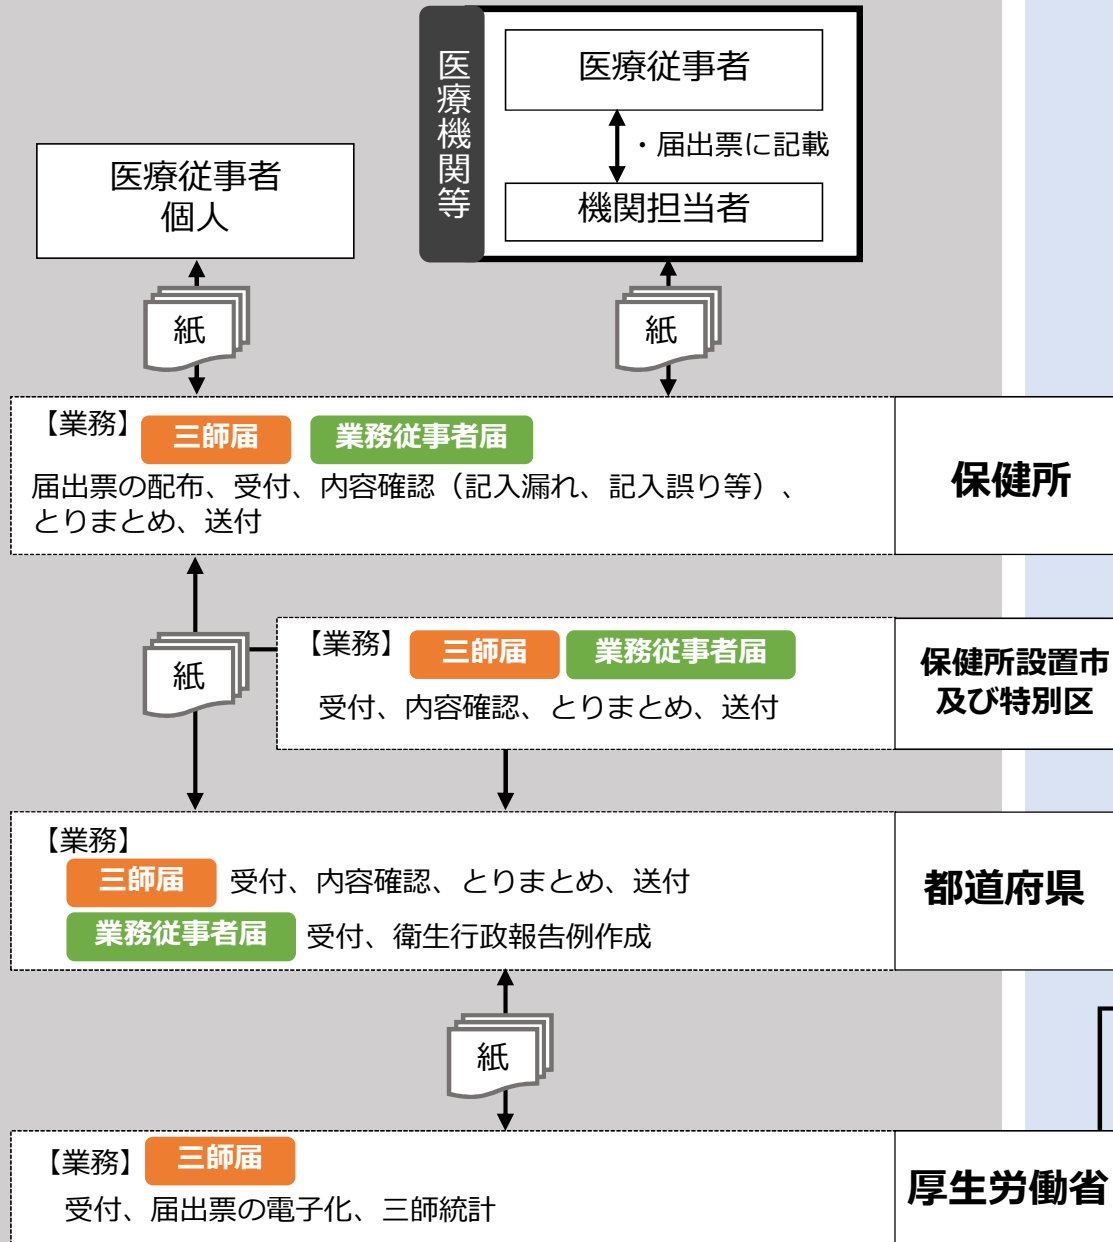 医療機関等
医療従事者
・届出票に記載
機関担当者
医療従事者
個人
紙
紙
【業務】 三師届 業務従事者届
届出票の配布、受付、内容確認（記入漏れ、記入誤り等）、
とりまとめ、送付
保健所
紙
【業務】 三師届 業務従事者届
受付、内容確認、とりまとめ、送付
保健所設置市
及び特別区
【業務】
三師届 受付、内容確認、とりまとめ、送付
業務従事者届 受付、衛生行政報告例作成
都道府県
紙
【業務】 三師届
受付、届出票の電子化、三師統計
厚生労働省